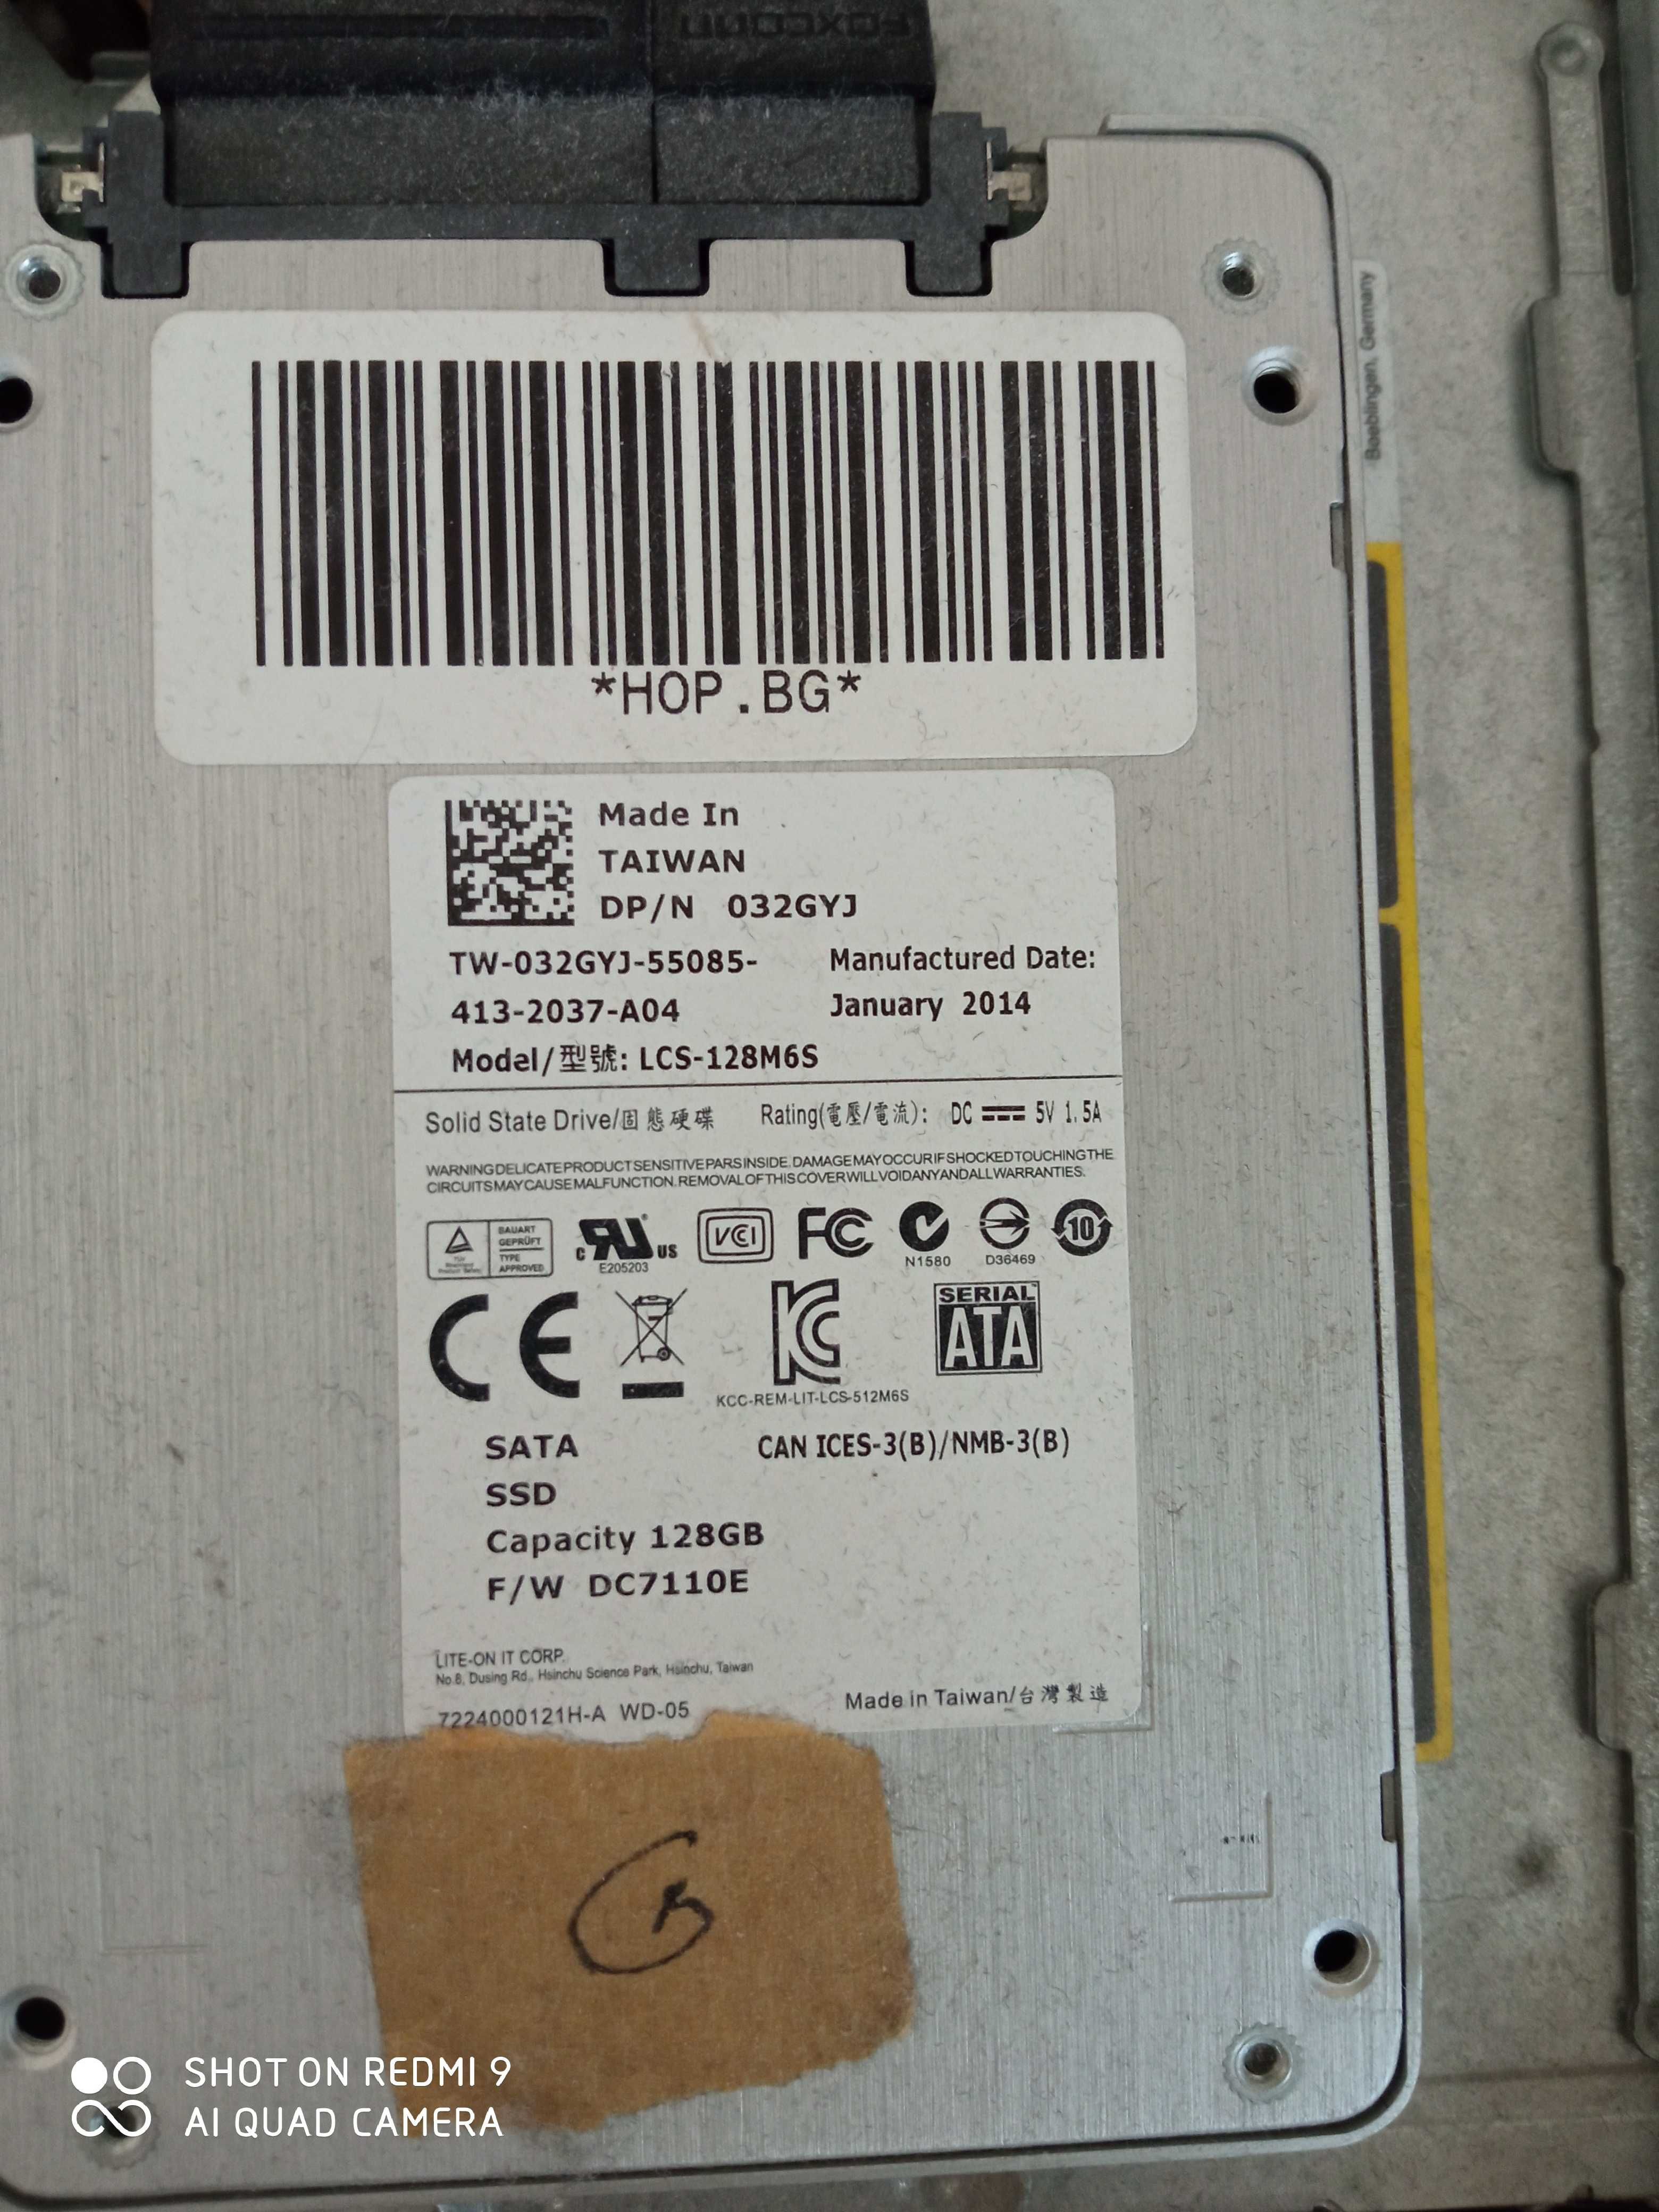 FOXCONN
Boeblingen, Germany
*HOP.BG*
Made In
TAIWAN
DP/N 032GYJ
TW-032GYJ-55085-
413-2037-A04
Manufactured Date:
January 2014
Model/型號: LCS-128M6S
Solid State Drive/固態硬碟 Rating(電壓/電流): DC 5V 1.5A
WARNING DELICATE PRODUCT SENSITIVE PARS INSIDE. DAMAGE MAY OCCUR IF SHOCKED TOUCHING THE
CIRCUITS MAY CAUSE MALFUNCTION. REMOVAL OF THIS COVER WILL VOID ANY AND ALL WARRANTIES.
BAUART
GEPRÜFT
TYPE
APPROVED
c RU US
E205203
VCI
FC
N1580
D36469
10
CE
KC
KCC-REM-LIT-LCS-512M6S
SERIAL
ATA
SATA
CAN ICES-3(B)/NMB-3(B)
SSD
Capacity 128GB
F/W DC7110E
LITE-ON IT CORP.
No.8, Dusing Rd., Hsinchu Science Park, Hsinchu, Taiwan
7224000121H-A WD-05
Made in Taiwan/台灣製造
SHOT ON REDMI 9
AI QUAD CAMERA